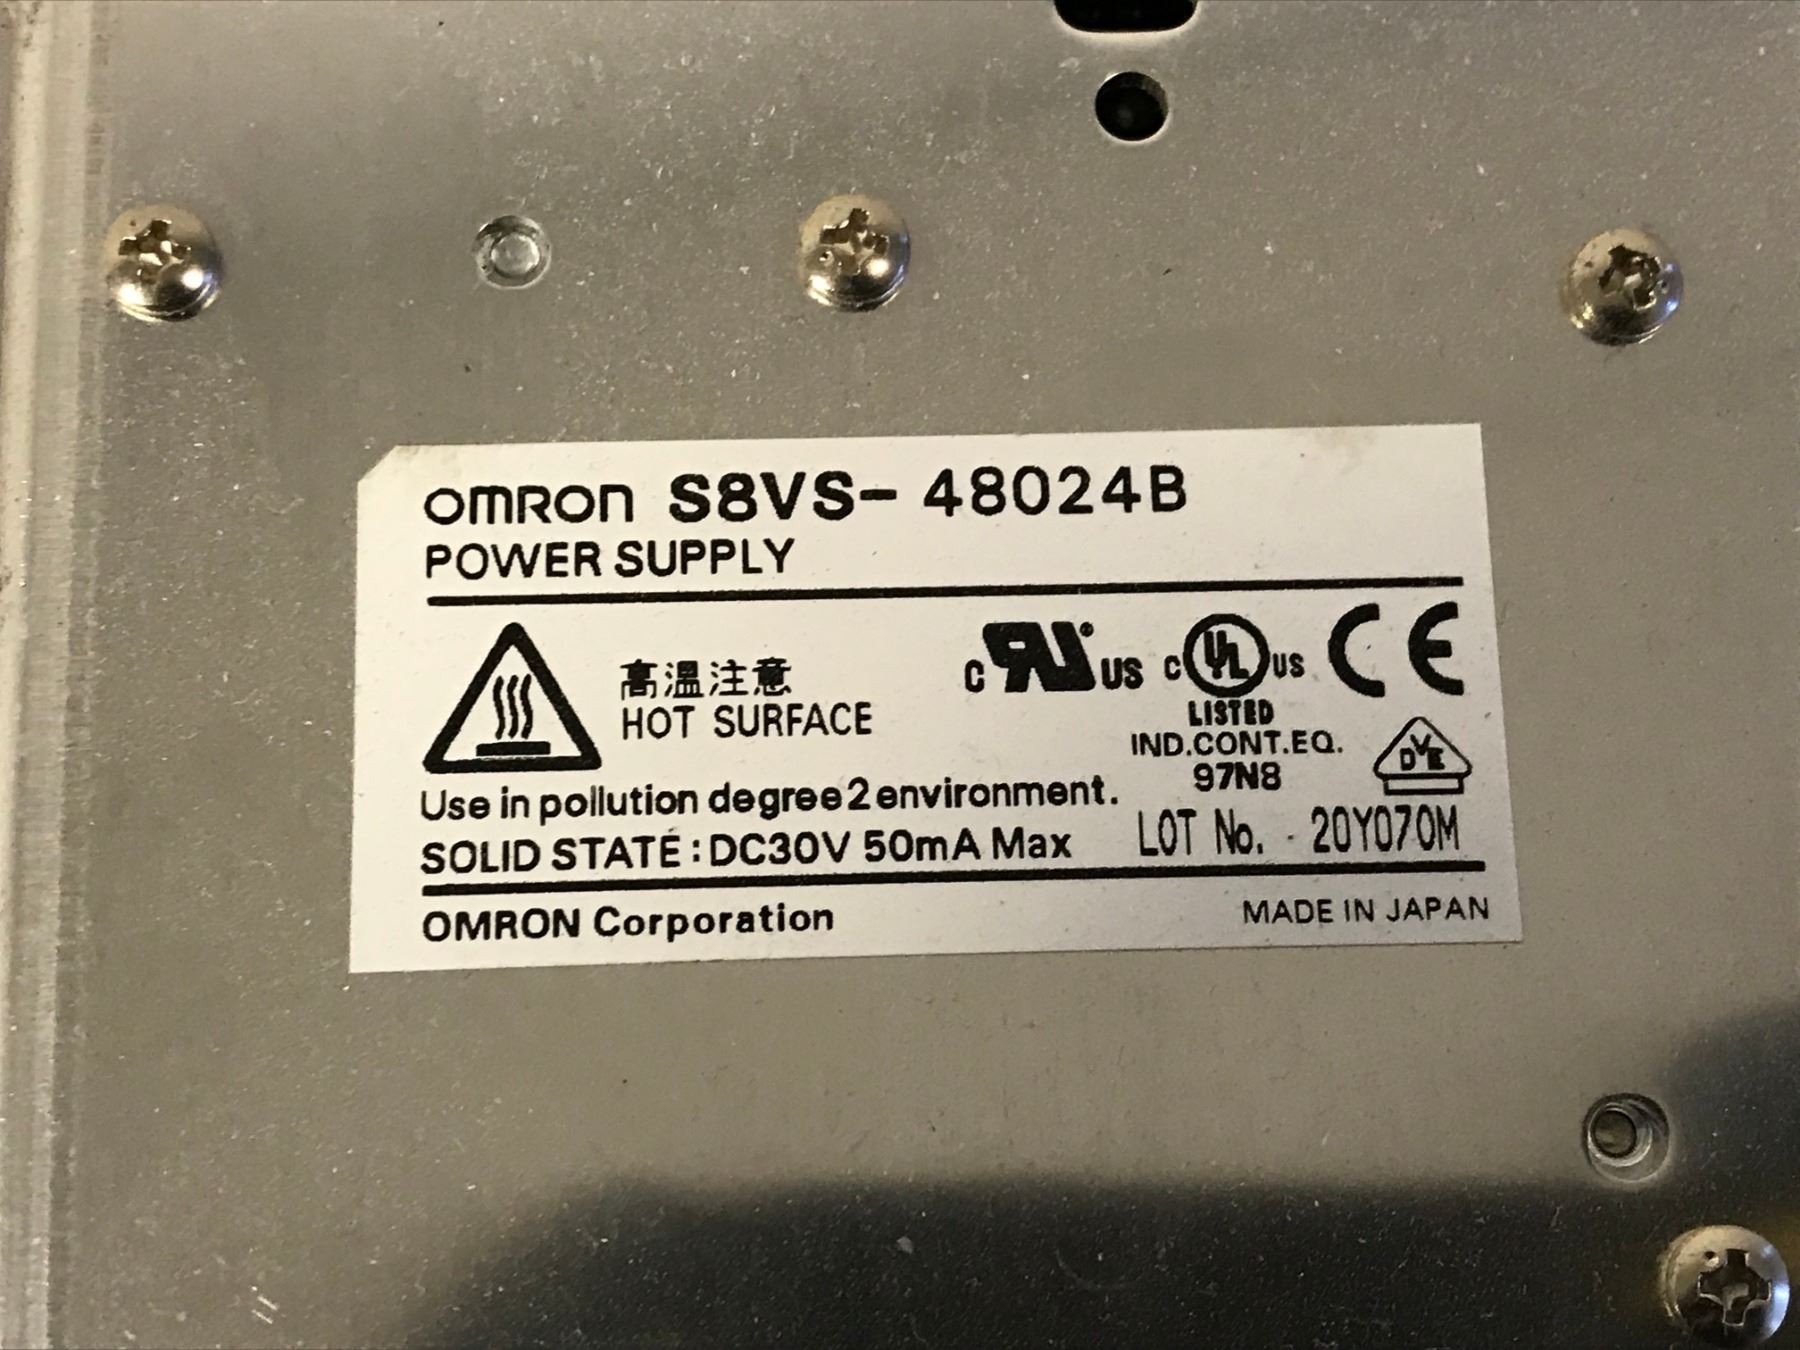 OMRON S8VS-48024B
POWER SUPPLY
高温注意
HOT SURFACE
c RU® US c UL US CE
LISTED
IND.CONT.EQ.
97N8
DVE
Use in pollution degree 2 environment.
SOLID STATE : DC30V 50mA Max
LOT No. 20Y070M
OMRON Corporation
MADE IN JAPAN